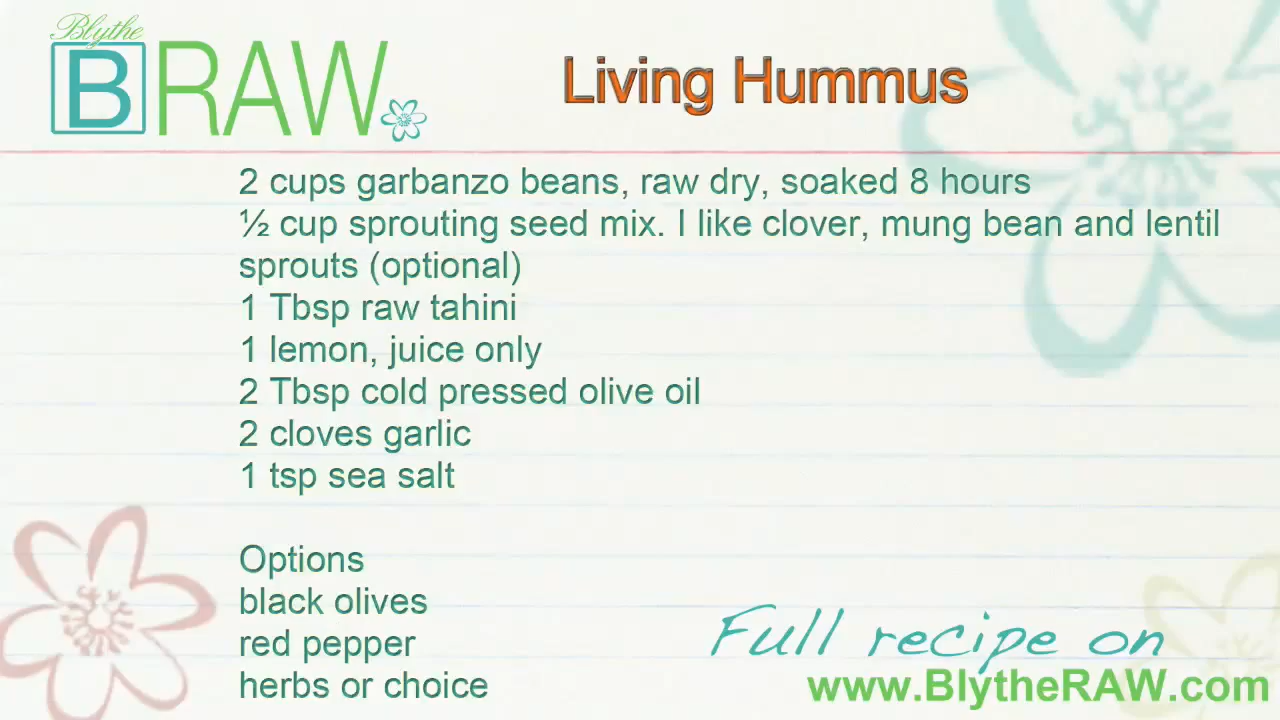 Blythe
B RAW
Living Hummus
2 cups garbanzo beans, raw dry, soaked 8 hours
½ cup sprouting seed mix. I like clover, mung bean and lentil
sprouts (optional)
1 Tbsp raw tahini
1 lemon, juice only
2 Tbsp cold pressed olive oil
2 cloves garlic
1 tsp sea salt
Options
black olives
red pepper
herbs or choice
Full recipe on
www.BlytheRAW.com